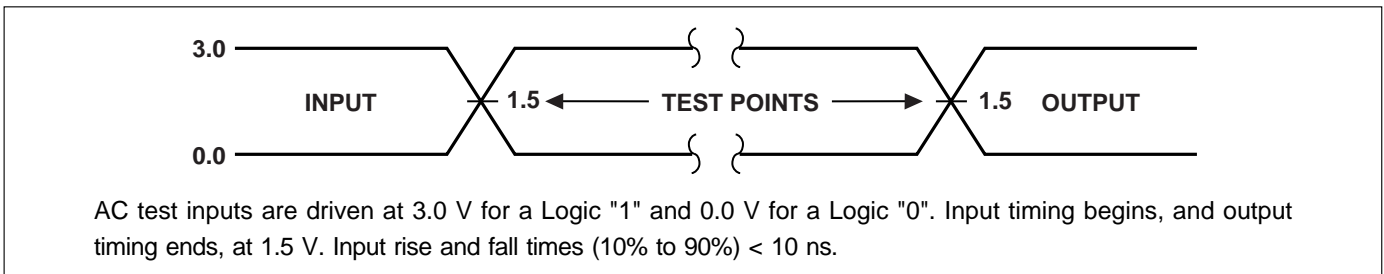 3.0
INPUT 1.5 TEST POINTS 1.5 OUTPUT
0.0
AC test inputs are driven at 3.0 V for a Logic "1" and 0.0 V for a Logic "0". Input timing begins, and output
timing ends, at 1.5 V. Input rise and fall times (10% to 90%) < 10 ns.